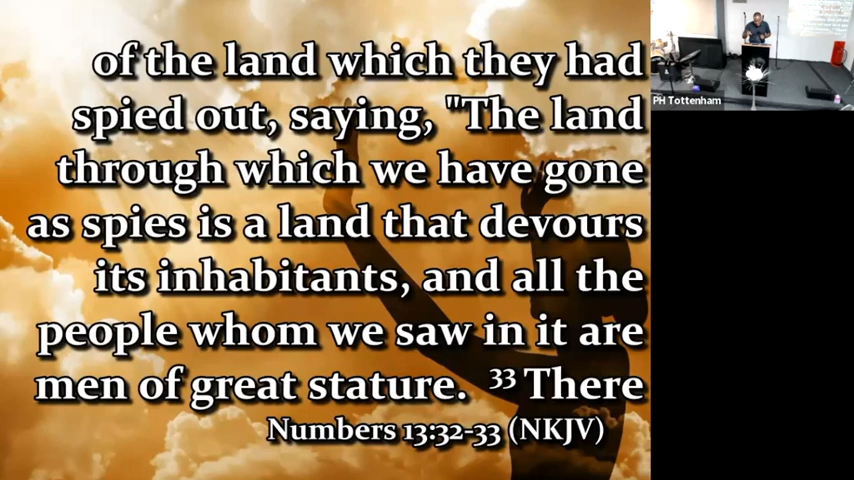 of the land which they had
spied out, saying, "The land
through which we have gone
as spies is a land that devours
its inhabitants, and all the
people whom we saw in it are
men of great stature. 33 There
Numbers 13:32-33 (NKJV)
PH Tottenham